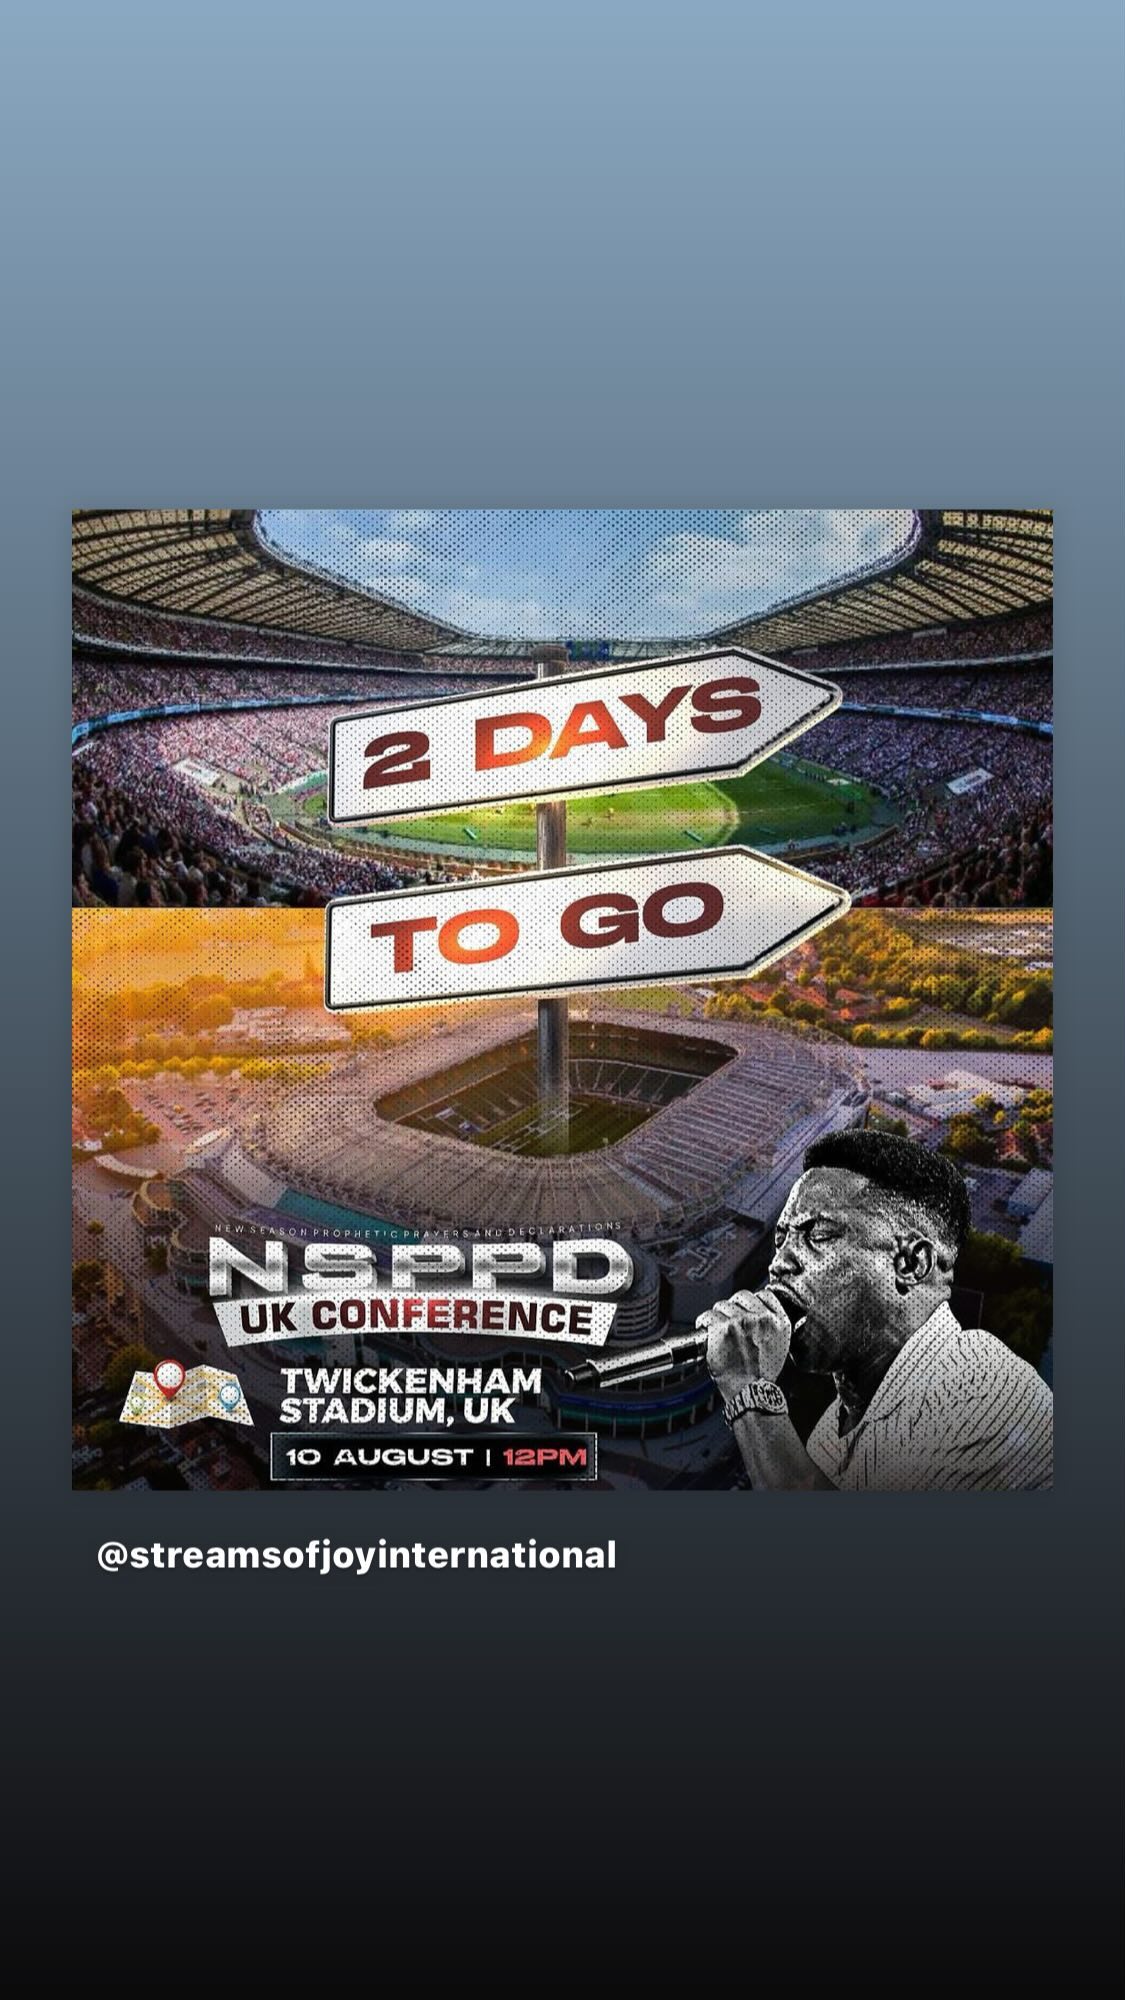 2 DAYS
TO GO
NEW SEASON PROPHETIC PRAYERS AND DECLARATIONS
NSPPD
UK CONFERENCE
TWICKENHAM
STADIUM, UK
10 AUGUST | 12PM
@streamsofjoyinternational